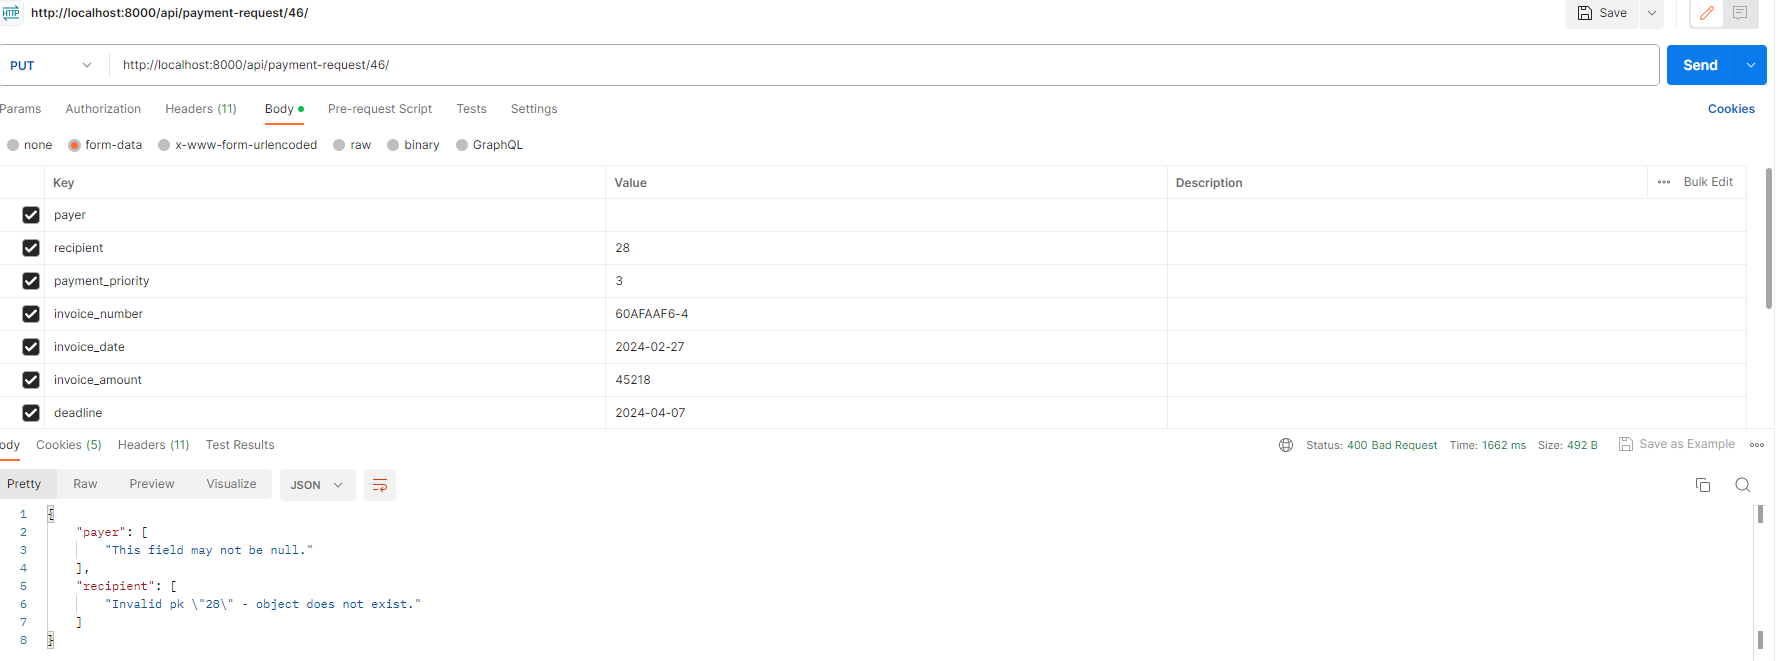 HTTP http://localhost:8000/api/payment-request/46/ Save
PUT http://localhost:8000/api/payment-request/46/ Send
Params Authorization Headers (11) Body Pre-request Script Tests Settings Cookies
none form-data x-www-form-urlencoded raw binary GraphQL
Key Value Description ••• Bulk Edit
payer
recipient 28
payment_priority 3
invoice_number 60AFAAF6-4
invoice_date 2024-02-27
invoice_amount 45218
deadline 2024-04-07
ody Cookies (5) Headers (11) Test Results Status: 400 Bad Request Time: 1662 ms Size: 492 B Save as Example
Pretty Raw Preview Visualize JSON
1 {
2 "payer": [
3 "This field may not be null."
4 ],
5 "recipient": [
6 "Invalid pk \"28\" - object does not exist."
7 ]
8 }